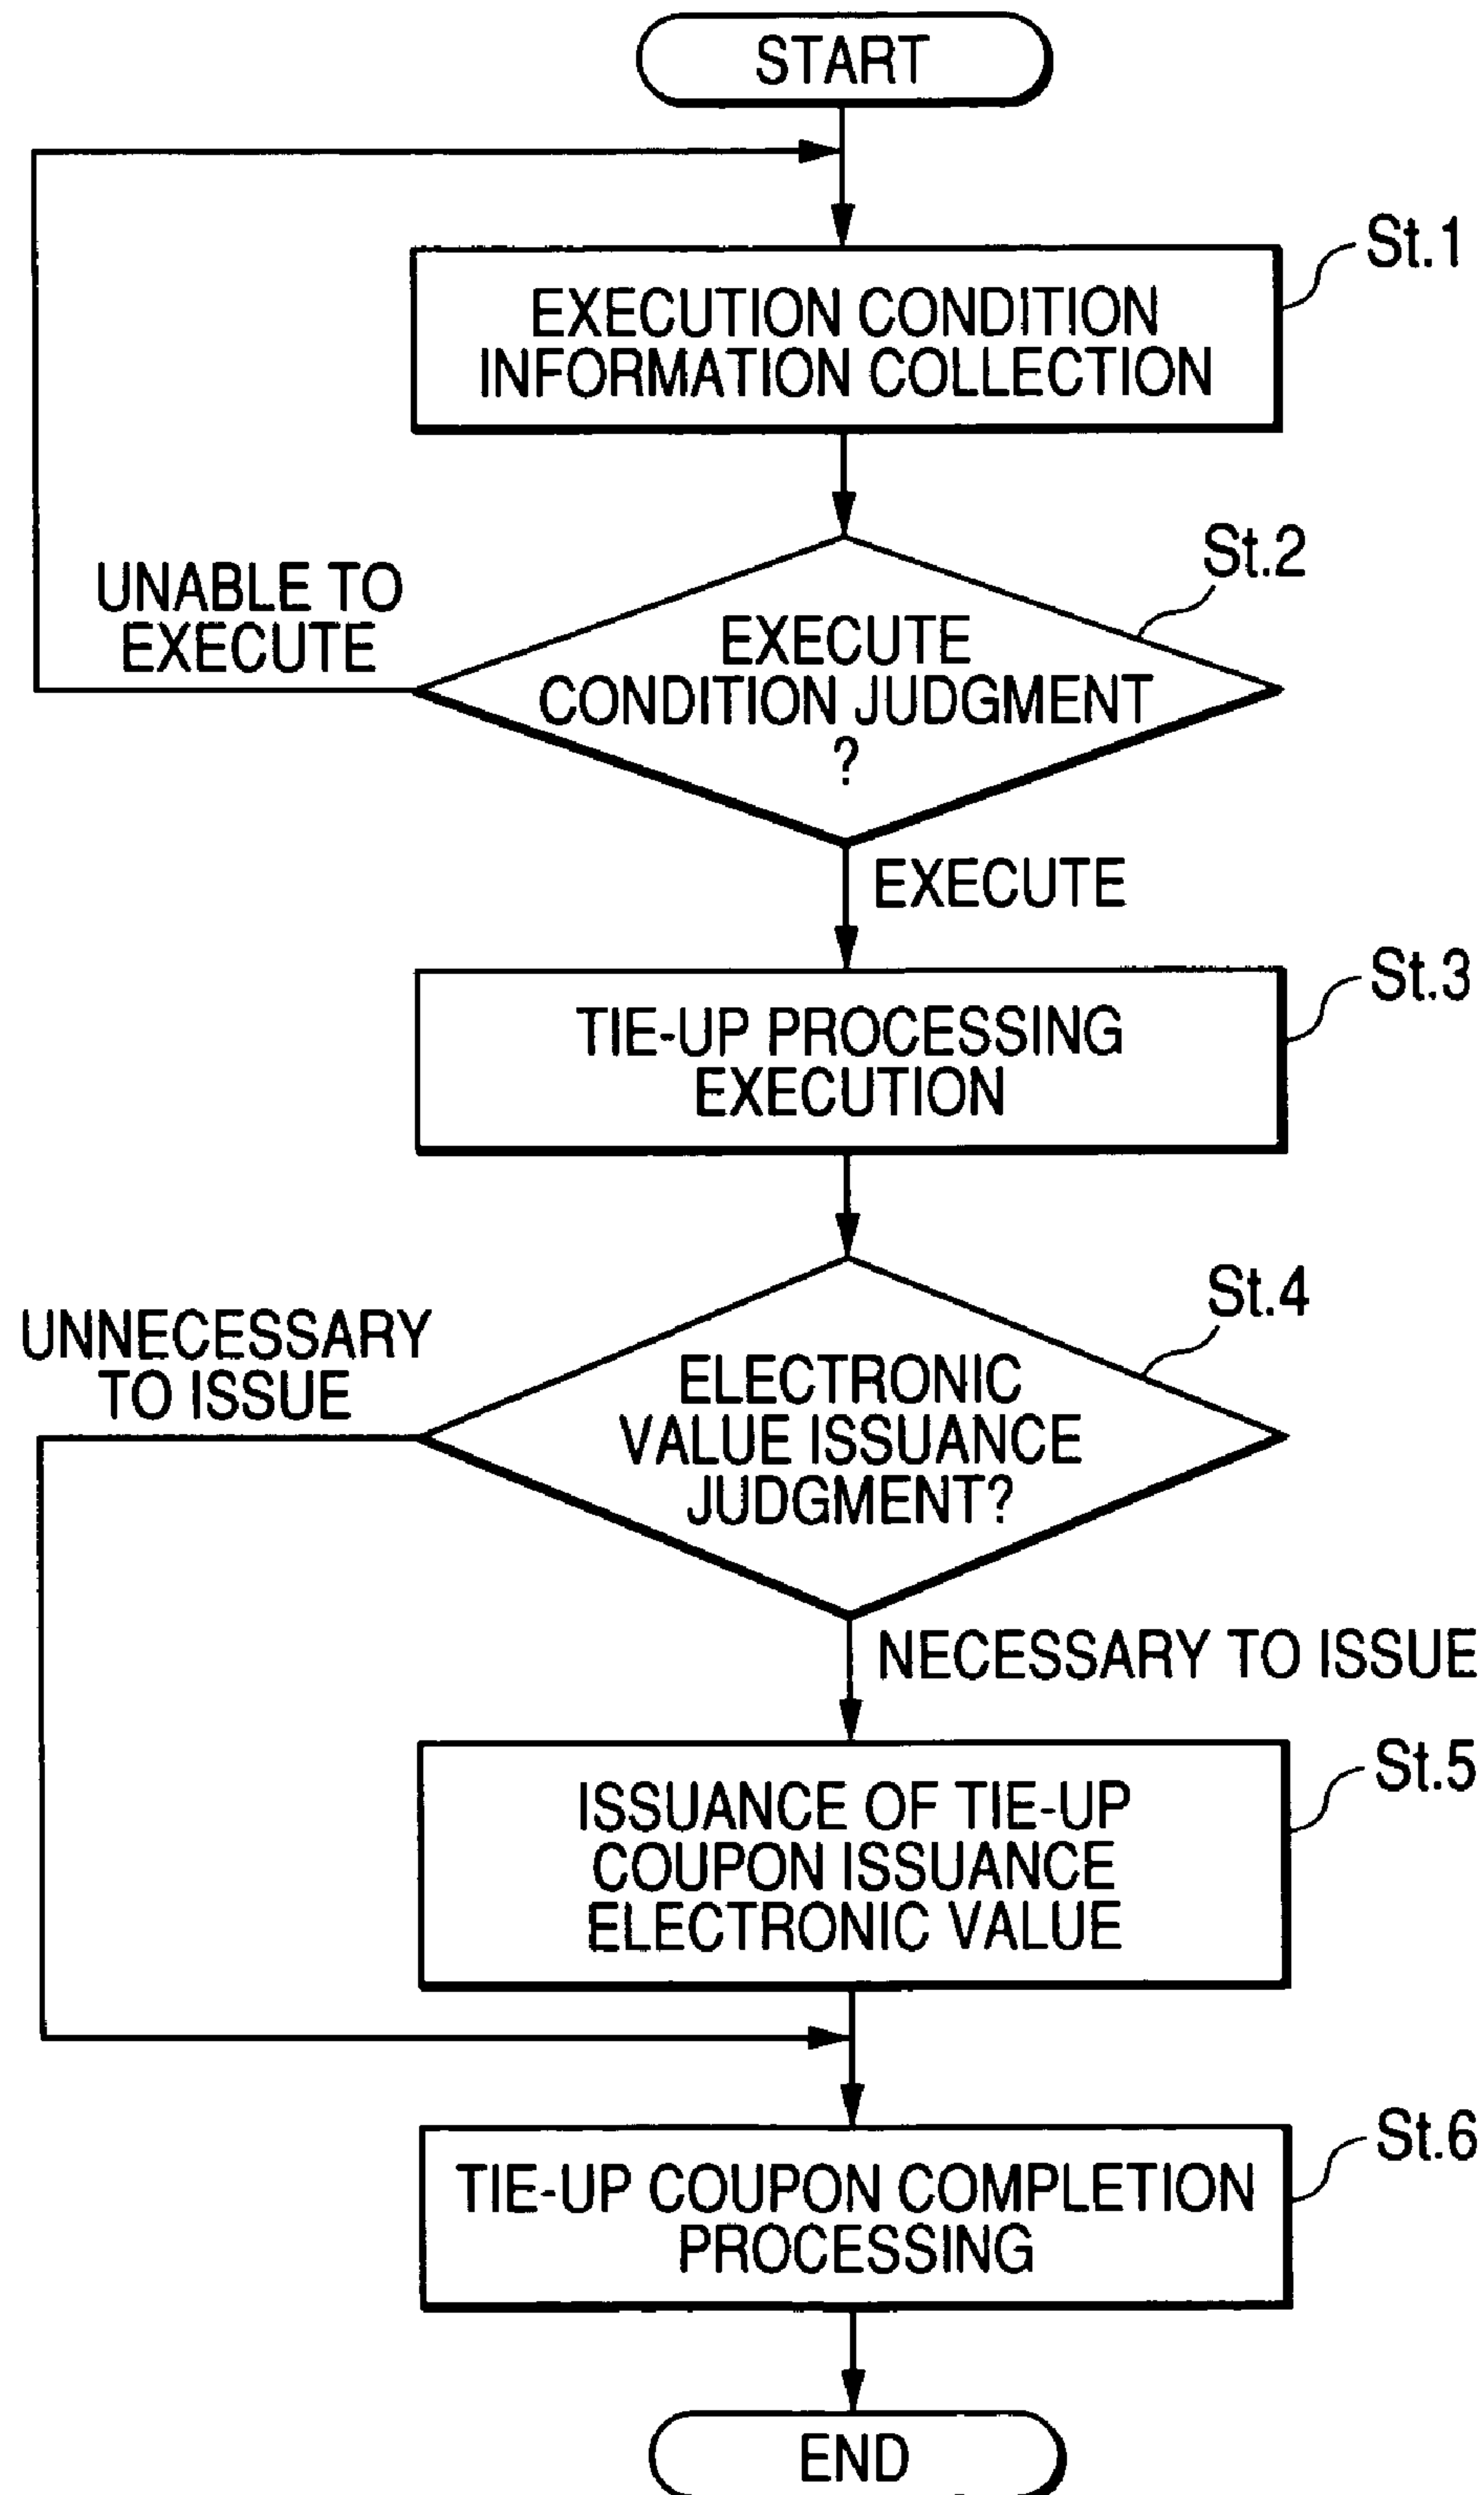 START
St.1
EXECUTION CONDITION
INFORMATION COLLECTION
St.2
UNABLE TO
EXECUTE
EXECUTE
CONDITION JUDGMENT
?
EXECUTE
St.3
TIE-UP PROCESSING
EXECUTION
St.4
UNNECESSARY
TO ISSUE
ELECTRONIC
VALUE ISSUANCE
JUDGMENT?
NECESSARY TO ISSUE
St.5
ISSUANCE OF TIE-UP
COUPON ISSUANCE
ELECTRONIC VALUE
St.6
TIE-UP COUPON COMPLETION
PROCESSING
END